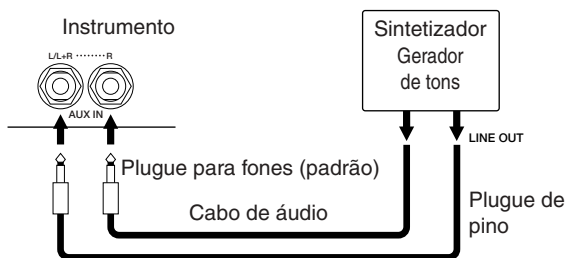 Instrumento
L/L+R ········ R
AUX IN
Sintetizador
Gerador
de tons
LINE OUT
Plugue para fones (padrão)
Cabo de áudio
Plugue de
pino